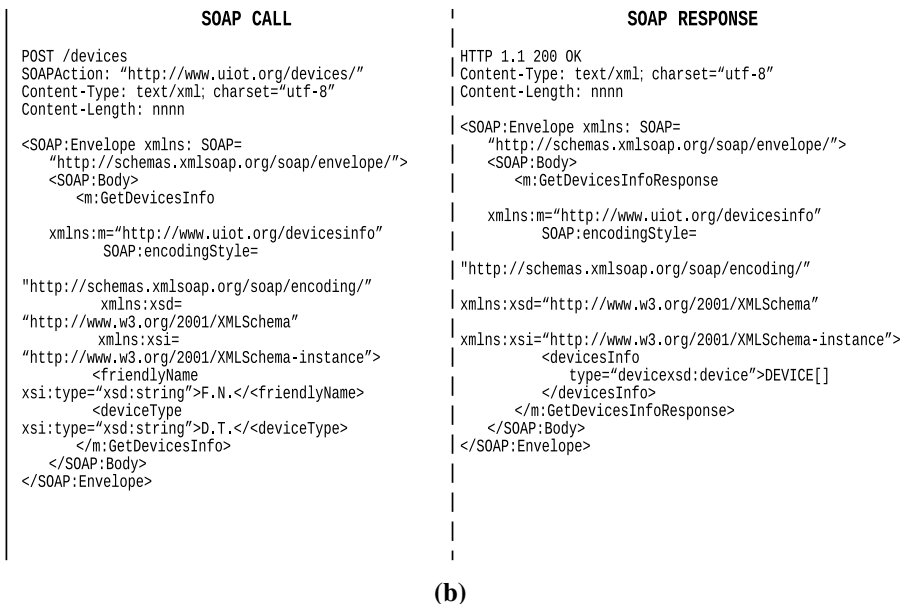 SOAP CALL
POST /devices
SOAPAction: “http://www.uiot.org/devices/”
Content-Type: text/xml; charset=“utf-8”
Content-Length: nnnn
<SOAP:Envelope xmlns: SOAP=
“http://schemas.xmlsoap.org/soap/envelope/”>
<SOAP:Body>
<m:GetDevicesInfo
xmlns:m=“http://www.uiot.org/devicesinfo”
SOAP:encodingStyle=
"http://schemas.xmlsoap.org/soap/encoding/”
xmlns:xsd=
“http://www.w3.org/2001/XMLSchema”
xmlns:xsi=
“http://www.w3.org/2001/XMLSchema-instance”>
<friendlyName
xsi:type=“xsd:string”>F.N.</<friendlyName>
<deviceType
xsi:type=“xsd:string”>D.T.</<deviceType>
</m:GetDevicesInfo>
</SOAP:Body>
</SOAP:Envelope>
SOAP RESPONSE
HTTP 1.1 200 OK
Content-Type: text/xml; charset=“utf-8”
Content-Length: nnnn
<SOAP:Envelope xmlns: SOAP=
“http://schemas.xmlsoap.org/soap/envelope/”>
<SOAP:Body>
<m:GetDevicesInfoResponse
xmlns:m=“http://www.uiot.org/devicesinfo”
SOAP:encodingStyle=
"http://schemas.xmlsoap.org/soap/encoding/”
xmlns:xsd=“http://www.w3.org/2001/XMLSchema”
xmlns:xsi=“http://www.w3.org/2001/XMLSchema-instance”>
<devicesInfo
type=“devicexsd:device”>DEVICE[]
</devicesInfo>
</m:GetDevicesInfoResponse>
</SOAP:Body>
</SOAP:Envelope>
(b)